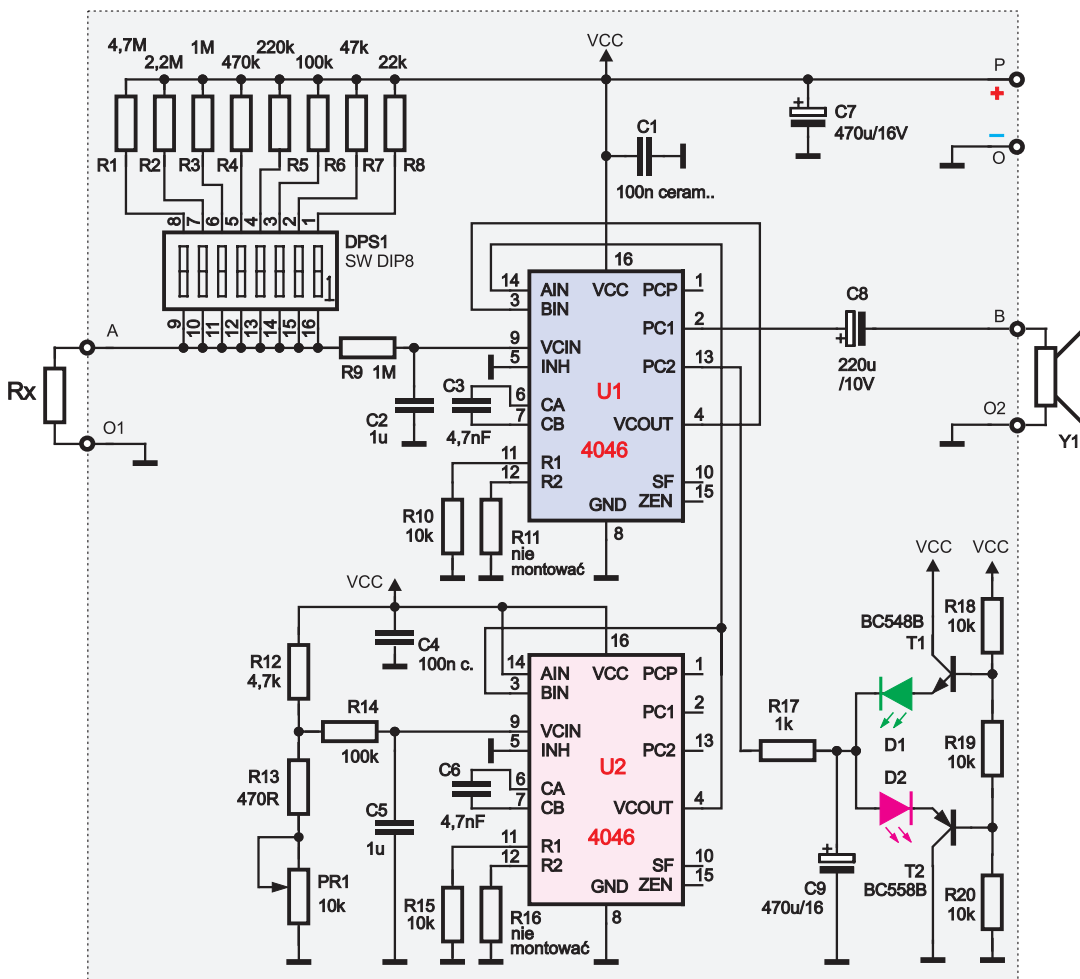 4,7M
2,2M
1M
470k
220k
100k
47k
22k
VCC
P
+
−
O
C7
470u/16V
C1
100n ceram..
R1
R2
R3
R4
R5
R6
R7
R8
8
7
6
5
4
3
2
1
DPS1
SW DIP8
1
9
10
11
12
13
14
15
16
A
Rx
O1
R9 1M
C2
1u
C3
4,7nF
14
3
9
5
6
7
11
12
AIN
BIN
VCIN
INH
CA
CB
R1
R2
16
VCC
PCP
PC1
PC2
VCOUT
SF
ZEN
GND
8
1
2
13
4
10
15
U1
4046
C8
+
220u
/10V
B
O2
Y1
R10
10k
R11
nie
montować
VCC
C4
100n c.
R12
4,7k
R14
100k
R13
470R
PR1
10k
C5
1u
C6
4,7nF
14
3
9
5
6
7
11
12
AIN
BIN
VCIN
INH
CA
CB
R1
R2
16
VCC
PCP
PC1
PC2
VCOUT
SF
ZEN
GND
8
1
2
13
4
10
15
U2
4046
R15
10k
R16
nie
montować
R17
1k
+
C9
470u/16
VCC
VCC
BC548B
T1
R18
10k
D1
D2
R19
10k
T2
BC558B
R20
10k
+